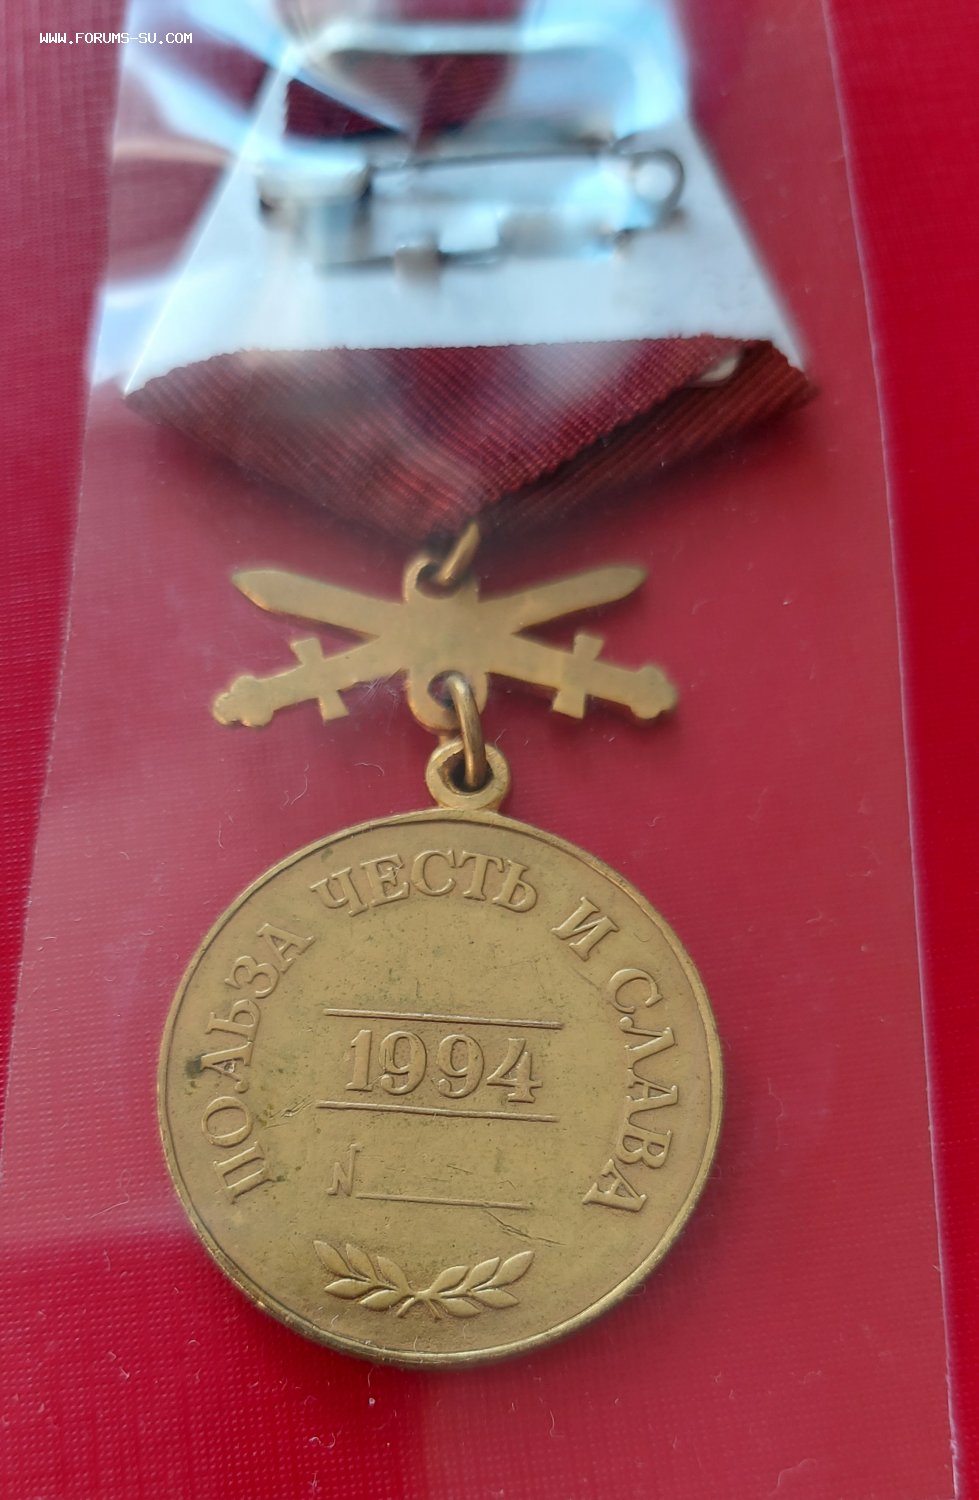 WWW.FORUMS-SU.COM
ПОЛЬЗА ЧЕСТЬ И СЛАВА
1994
N